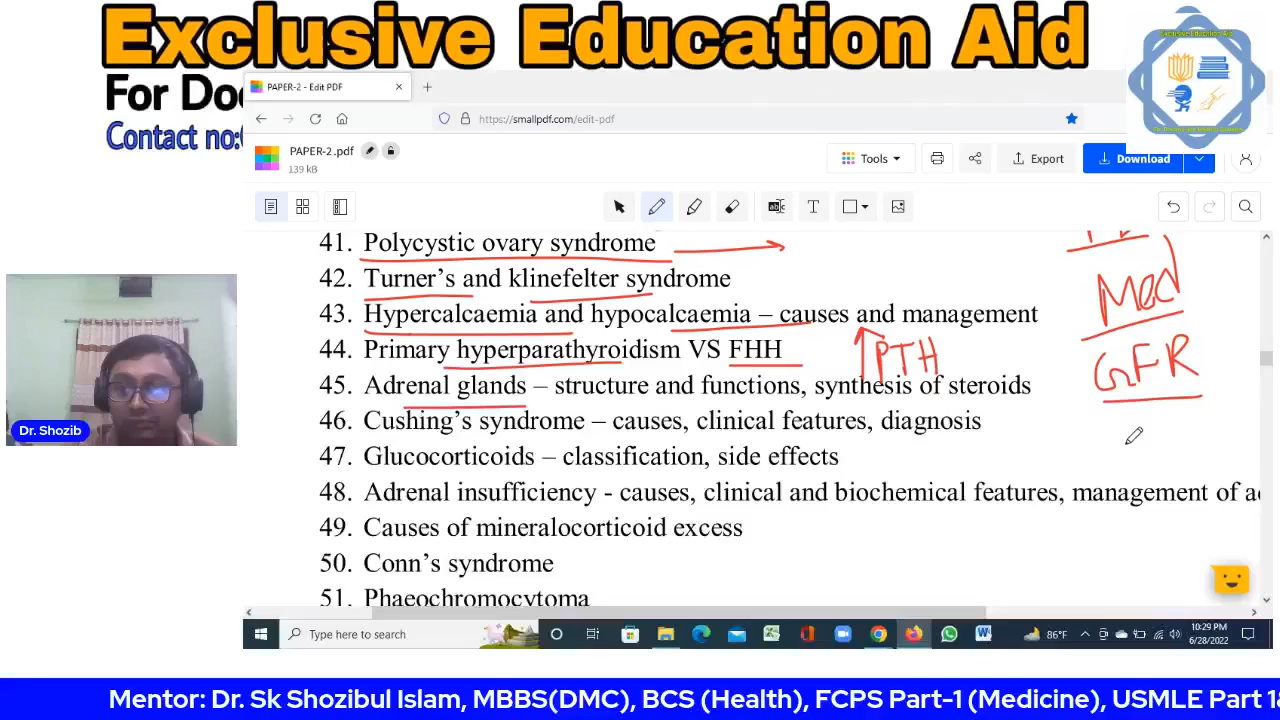 Exclusive Education Aid
For Doc
Contact no:
PAPER-2 - Edit PDF
https://smallpdf.com/edit-pdf
PAPER-2.pdf
139 kB
Tools
Export
Download
41. Polycystic ovary syndrome
42. Turner’s and klinefelter syndrome
Med
43. Hypercalcaemia and hypocalcaemia – causes and management
44. Primary hyperparathyroidism VS FHH
PTH
GFR
45. Adrenal glands – structure and functions, synthesis of steroids
46. Cushing’s syndrome – causes, clinical features, diagnosis
47. Glucocorticoids – classification, side effects
48. Adrenal insufficiency - causes, clinical and biochemical features, management of
49. Causes of mineralocorticoid excess
50. Conn’s syndrome
51. Phaeochromocytoma
Dr. Shozib
Type here to search
86°F
10:29 PM
6/28/2022
Mentor: Dr. Sk Shozibul Islam, MBBS(DMC), BCS (Health), FCPS Part-1 (Medicine), USMLE Part 1